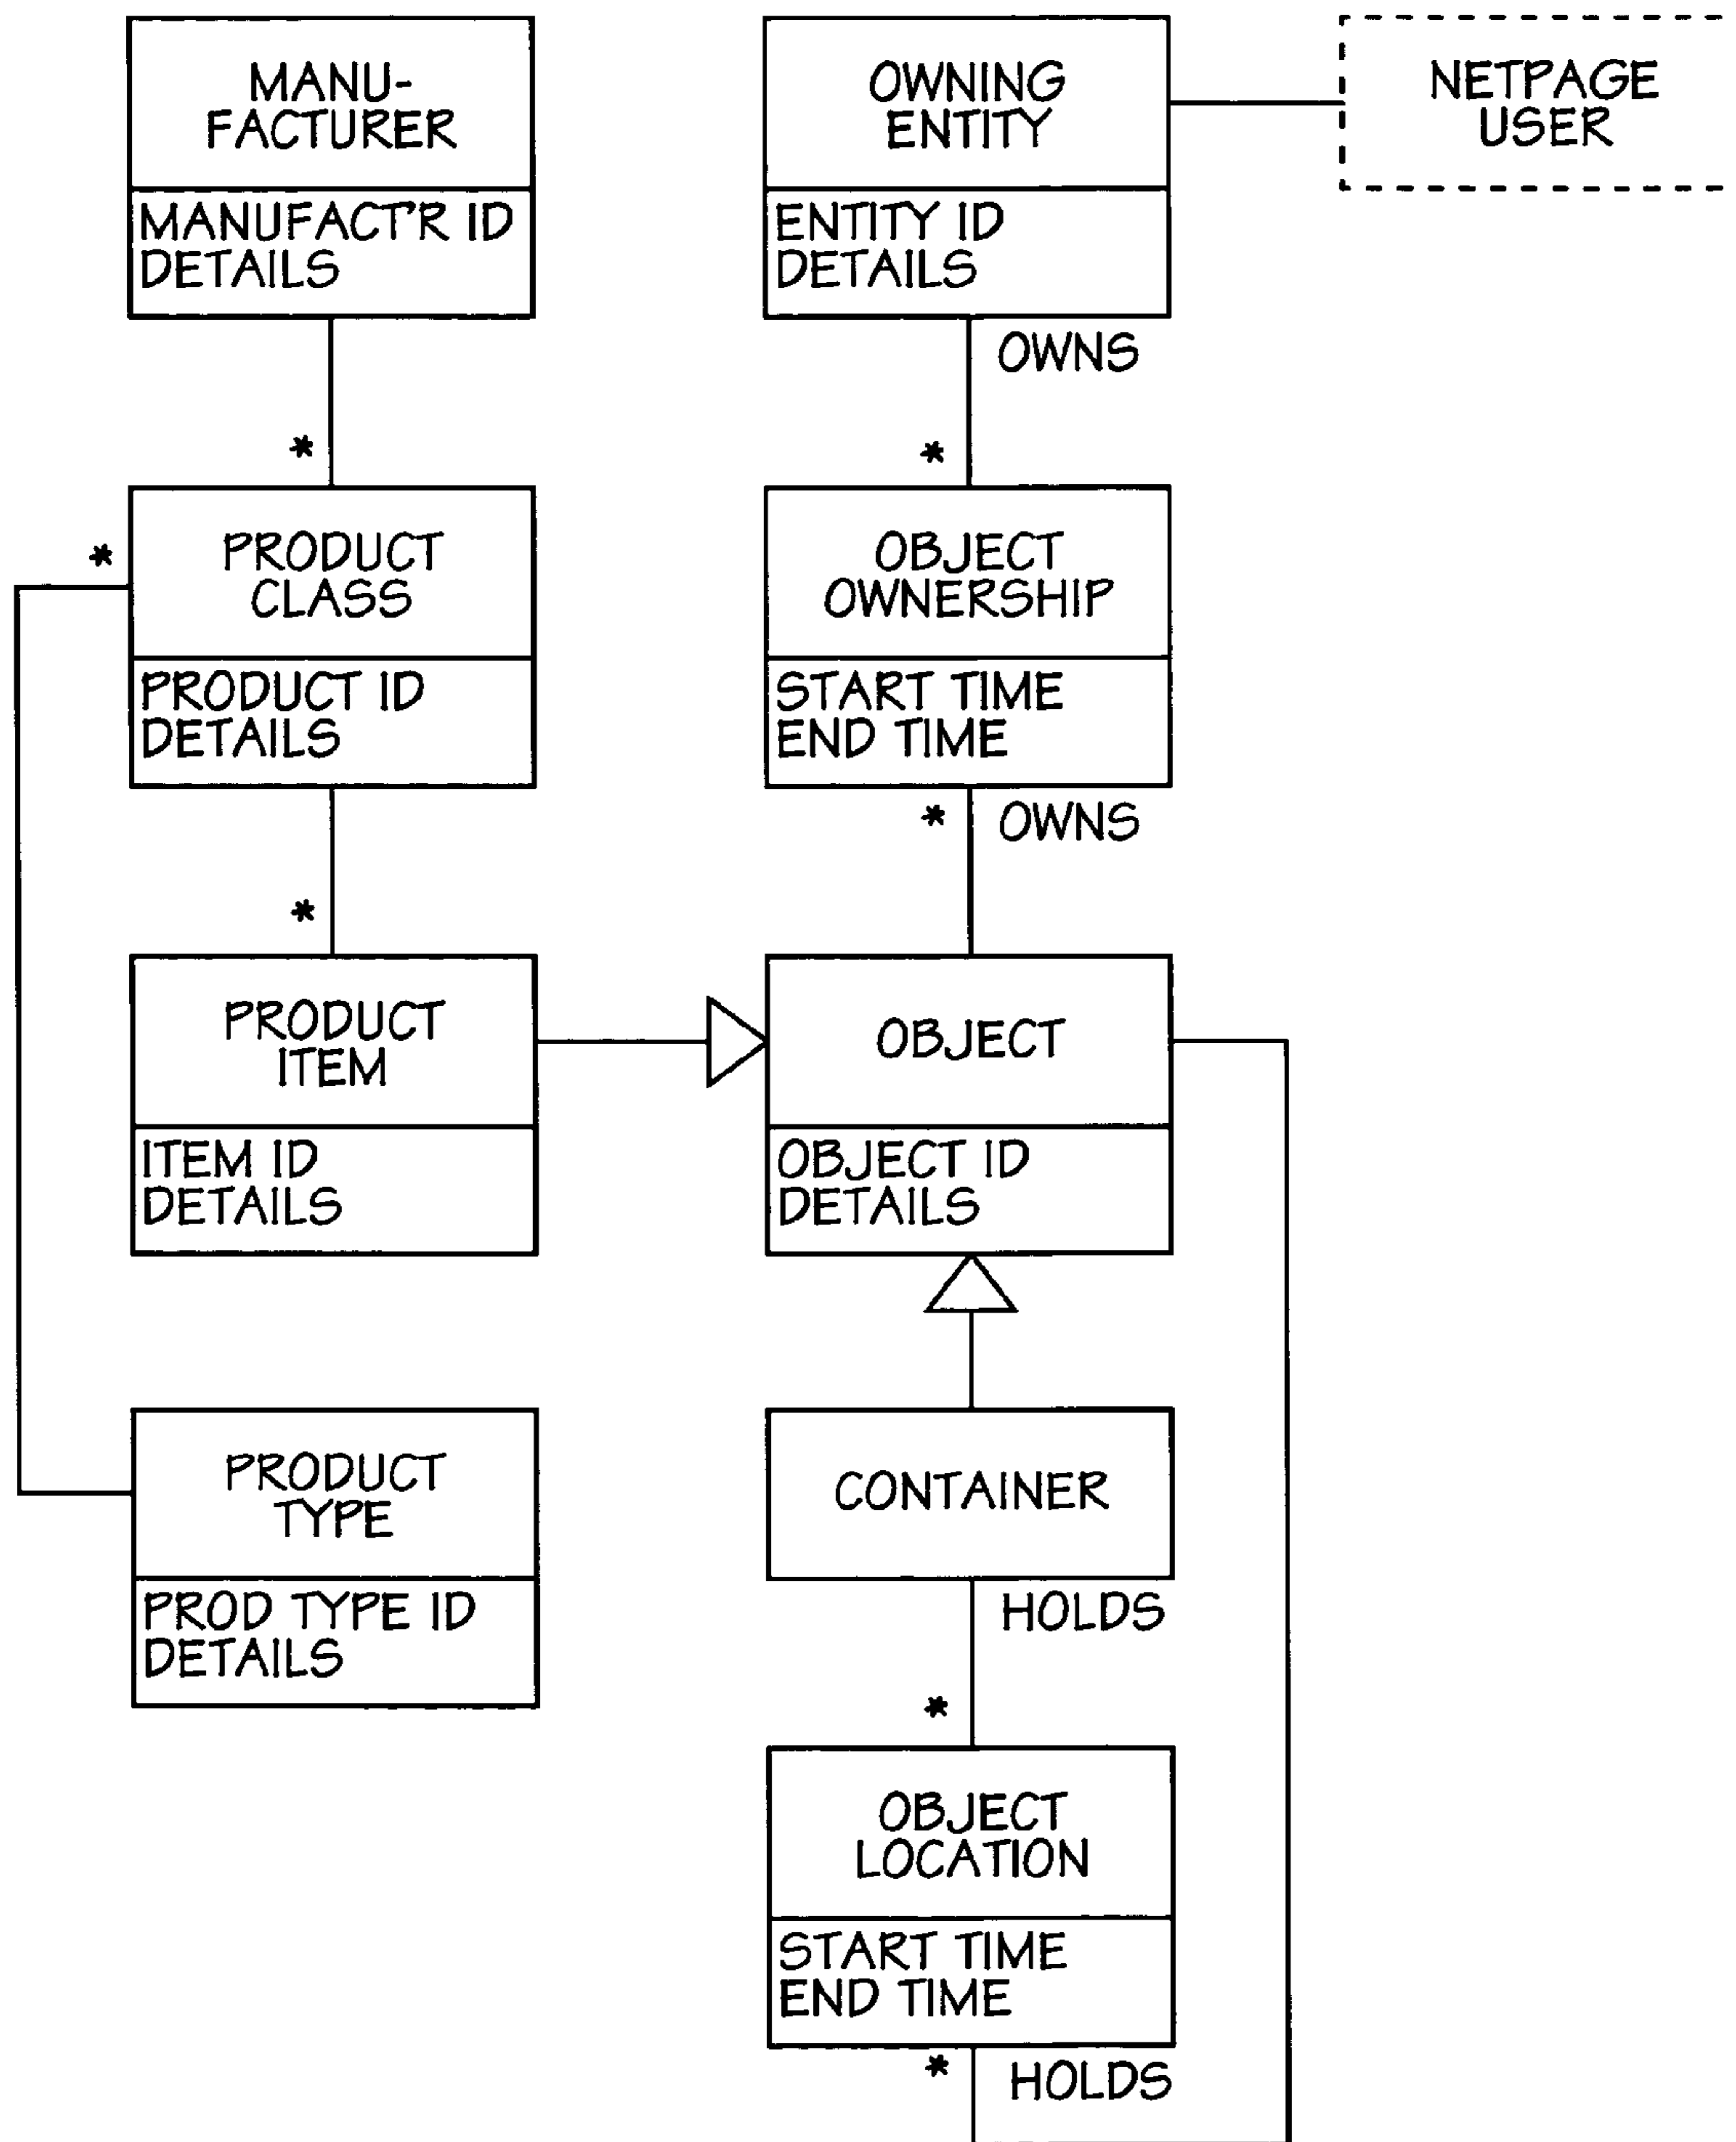 MANU-
FACTURER
MANUFACT'R ID
DETAILS
OWNING
ENTITY
ENTITY ID
DETAILS
NETPAGE
USER
OWNS
*
*
PRODUCT
CLASS
PRODUCT ID
DETAILS
*
OBJECT
OWNERSHIP
START TIME
END TIME
* OWNS
*
PRODUCT
ITEM
ITEM ID
DETAILS
OBJECT
OBJECT ID
DETAILS
PRODUCT
TYPE
PROD TYPE ID
DETAILS
CONTAINER
HOLDS
*
OBJECT
LOCATION
START TIME
END TIME
* HOLDS